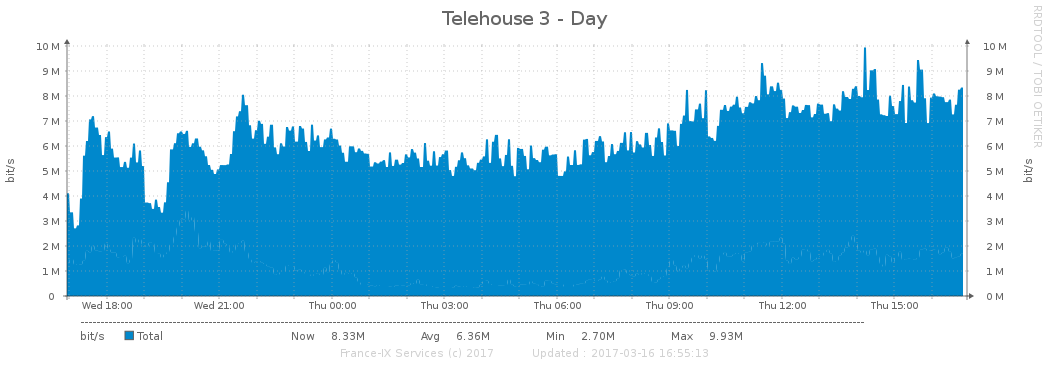 Telehouse 3 - Day
RRDTOOL / TOBI OETIKER
bit/s
bit/s
10 M 10 M
9 M 9 M
8 M 8 M
7 M 7 M
6 M 6 M
5 M 5 M
4 M 4 M
3 M 3 M
2 M 2 M
1 M 1 M
0 0 M
Wed 18:00 Wed 21:00 Thu 00:00 Thu 03:00 Thu 06:00 Thu 09:00 Thu 12:00 Thu 15:00
bit/s Total Now 8.33M Avg 6.36M Min 2.70M Max 9.93M
France-IX Services (c) 2017 Updated : 2017-03-16 16:55:13